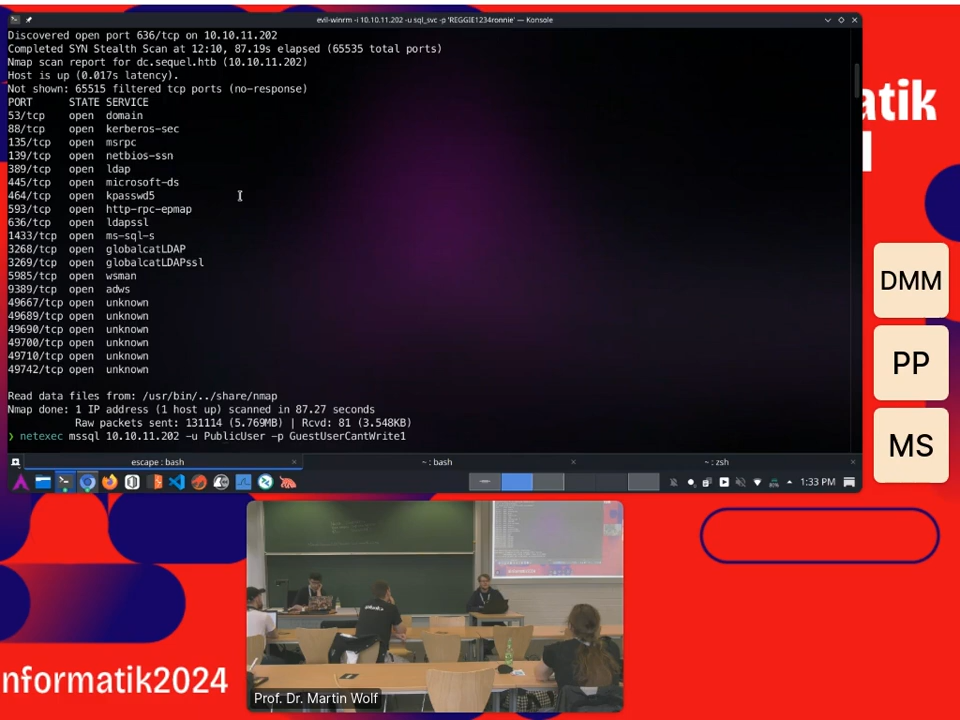 evil-winrm -i 10.10.11.202 -u sql_svc -p 'REGGIE1234ronnie' — Konsole
Discovered open port 636/tcp on 10.10.11.202
Completed SYN Stealth Scan at 12:10, 87.19s elapsed (65535 total ports)
Nmap scan report for dc.sequel.htb (10.10.11.202)
Host is up (0.017s latency).
Not shown: 65515 filtered tcp ports (no-response)
PORT      STATE SERVICE
53/tcp    open  domain
88/tcp    open  kerberos-sec
135/tcp   open  msrpc
139/tcp   open  netbios-ssn
389/tcp   open  ldap
445/tcp   open  microsoft-ds
464/tcp   open  kpasswd5
593/tcp   open  http-rpc-epmap
636/tcp   open  ldapssl
1433/tcp  open  ms-sql-s
3268/tcp  open  globalcatLDAP
3269/tcp  open  globalcatLDAPssl
5985/tcp  open  wsman
9389/tcp  open  adws
49667/tcp open  unknown
49689/tcp open  unknown
49690/tcp open  unknown
49700/tcp open  unknown
49710/tcp open  unknown
49742/tcp open  unknown
Read data files from: /usr/bin/../share/nmap
Nmap done: 1 IP address (1 host up) scanned in 87.27 seconds
Raw packets sent: 131114 (5.769MB) | Rcvd: 81 (3.548KB)
❯ netexec mssql 10.10.11.202 -u PublicUser -p GuestUserCantWrite1
escape : bash
~ : bash
~ : zsh
1:33 PM
atik
DMM
PP
MS
nformatik2024
Prof. Dr. Martin Wolf